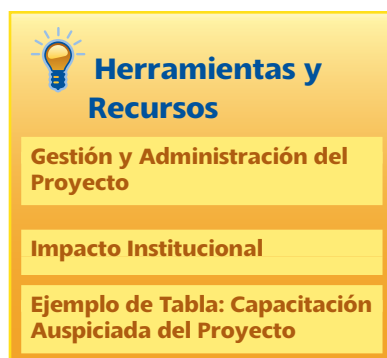 Herramientas y
Recursos
Gestión y Administración del
Proyecto
Impacto Institucional
Ejemplo de Tabla: Capacitación
Auspiciada del Proyecto